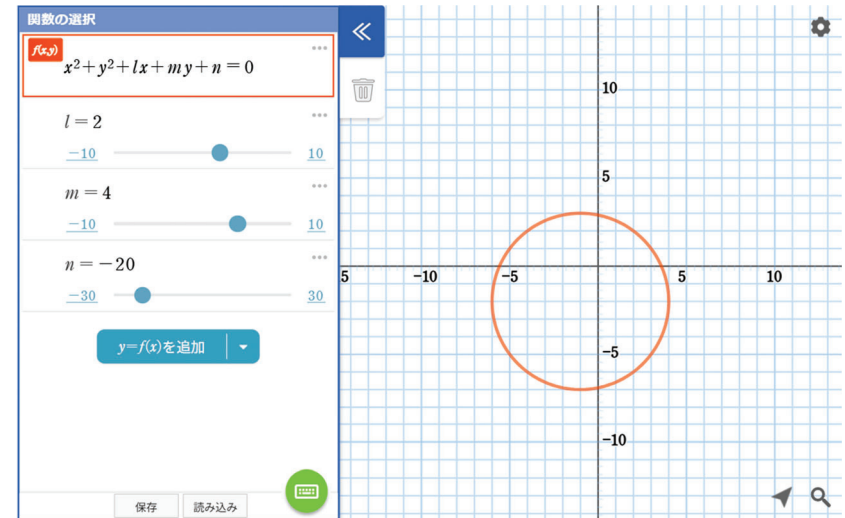 関数の選択
f(x,y)
x²+y²+lx+my+n=0
l=2
−10 10
m=4
−10 10
n=−20
−30 30
y=f(x)を追加
保存 読み込み
10
5
5 −10 −5 5 10
−5
−10